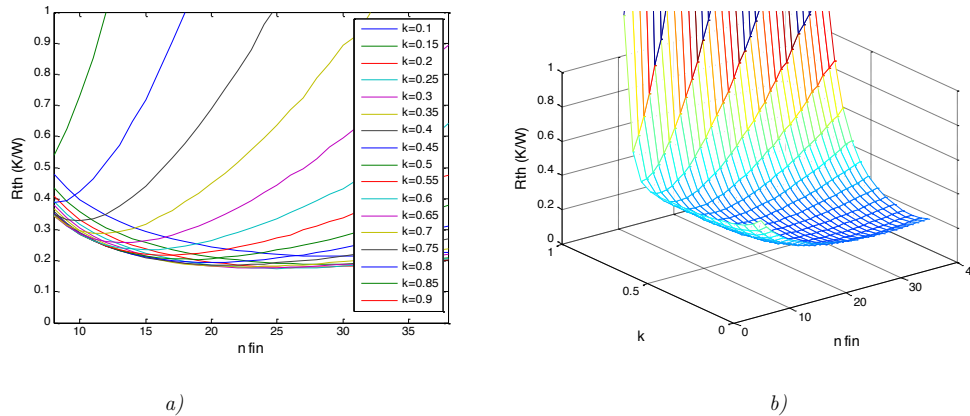 1
0.9
0.8
0.7
0.6
0.5
0.4
0.3
0.2
0.1
0
Rth (K/W)
10 15 20 25 30 35
n fin
k=0.1
k=0.15
k=0.2
k=0.25
k=0.3
k=0.35
k=0.4
k=0.45
k=0.5
k=0.55
k=0.6
k=0.65
k=0.7
k=0.75
k=0.8
k=0.85
k=0.9
a)
1
0.8
0.6
0.4
0.2
0
Rth (K/W)
1
0.5
0
k
0
10
20
30
4
n fin
b)